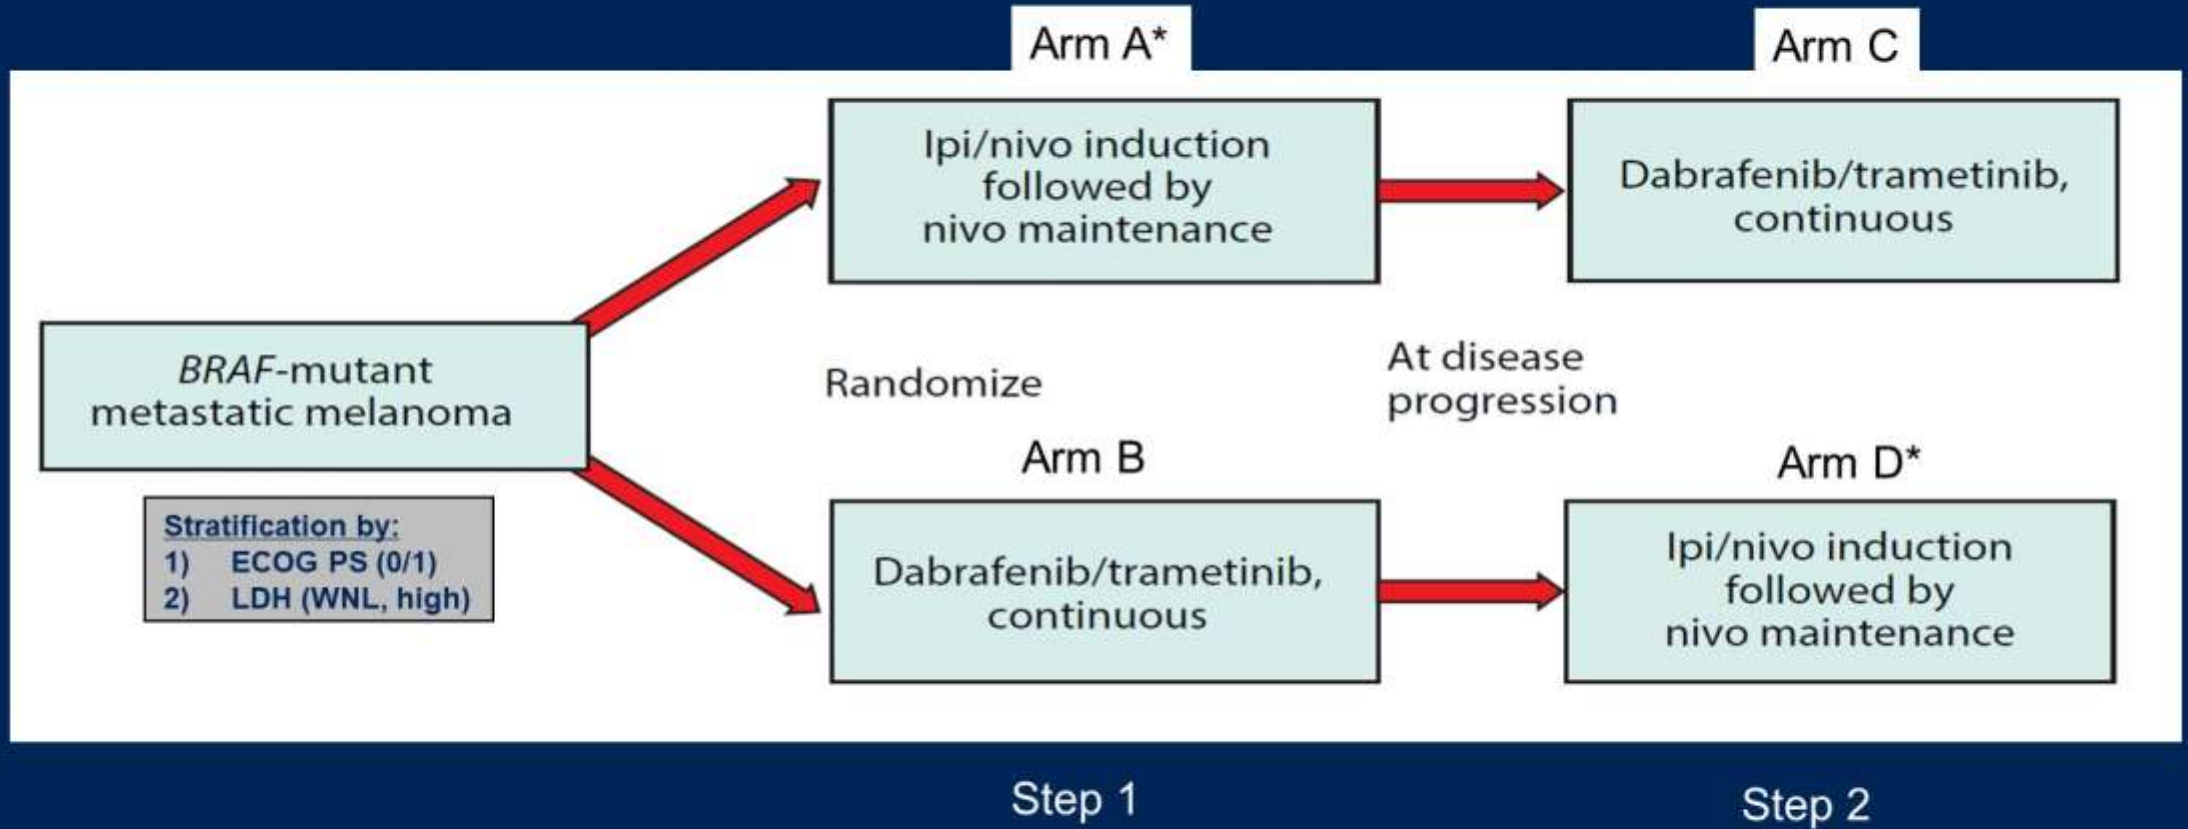 Arm A*
Arm C
Ipi/nivo induction
followed by
nivo maintenance
Dabrafenib/trametinib,
continuous
BRAF-mutant
metastatic melanoma
Randomize
At disease
progression
Stratification by:
1) ECOG PS (0/1)
2) LDH (WNL, high)
Arm B
Arm D*
Dabrafenib/trametinib,
continuous
Ipi/nivo induction
followed by
nivo maintenance
Step 1
Step 2